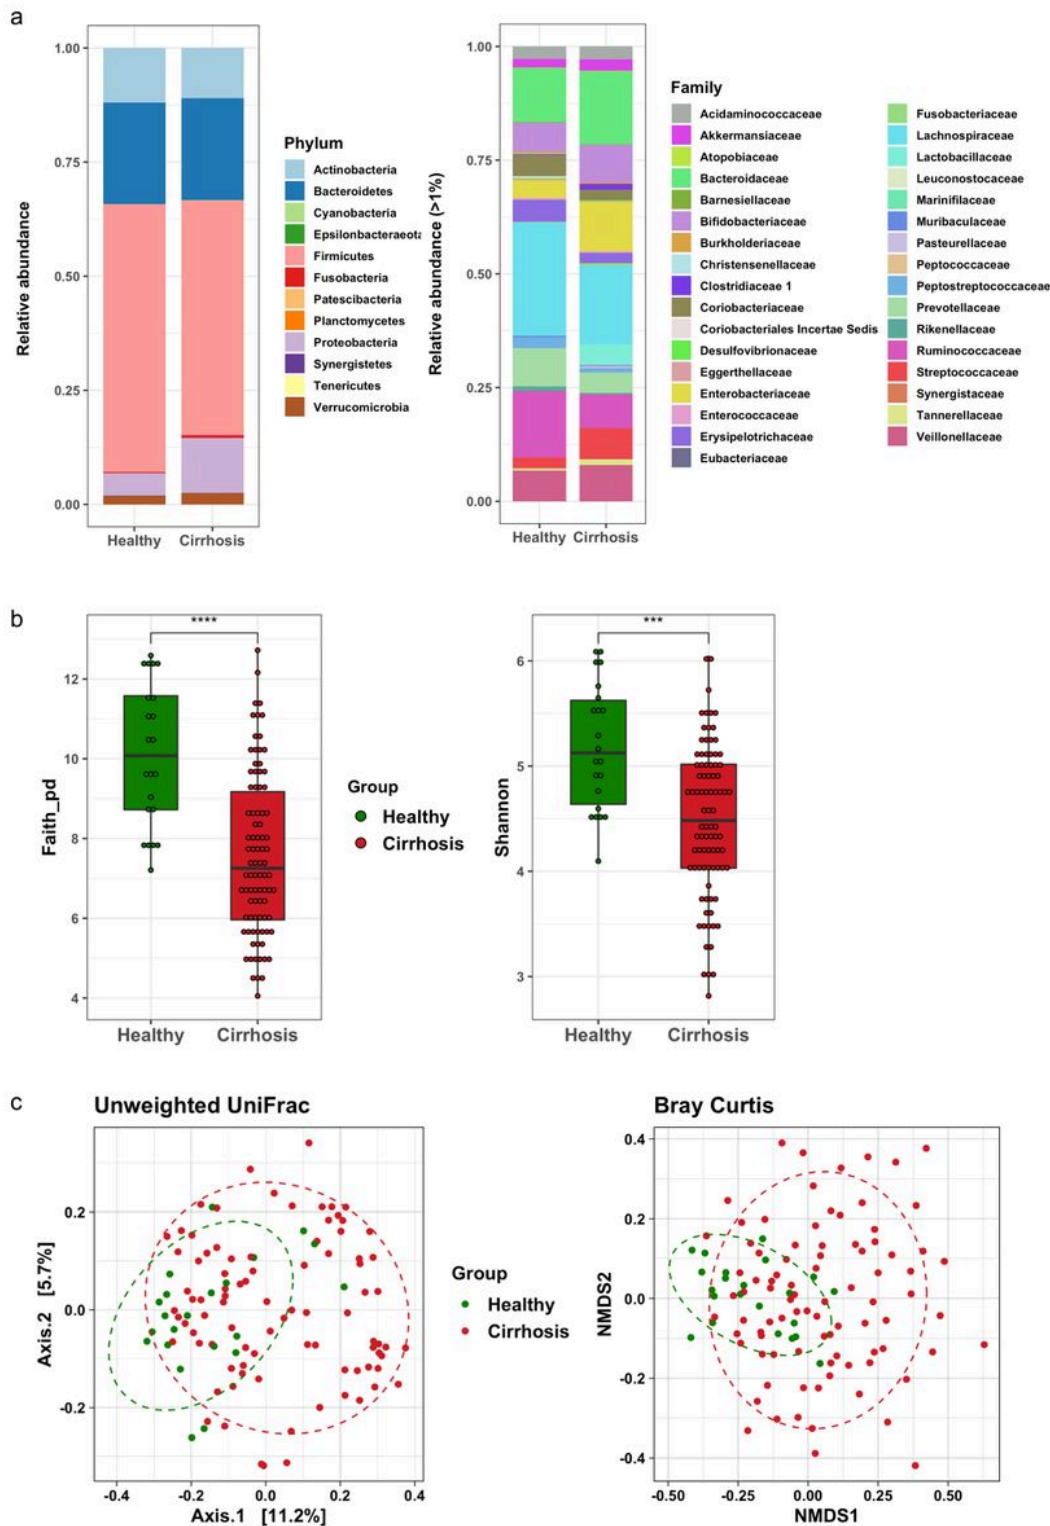 a
Relative abundance
1.00
0.75
0.50
0.25
0.00
Healthy Cirrhosis
Phylum
Actinobacteria
Bacteroidetes
Cyanobacteria
Epsilonbacteraeota
Firmicutes
Fusobacteria
Patescibacteria
Planctomycetes
Proteobacteria
Synergistetes
Tenericutes
Verrucomicrobia
Relative abundance (>1%)
1.00
0.75
0.50
0.25
0.00
Healthy Cirrhosis
Family
Acidaminococcaceae
Akkermansiaceae
Atopobiaceae
Bacteroidaceae
Barnesiellaceae
Bifidobacteriaceae
Burkholderiaceae
Christensenellaceae
Clostridiaceae 1
Coriobacteriaceae
Coriobacteriales Incertae Sedis
Desulfovibrionaceae
Eggerthellaceae
Enterobacteriaceae
Enterococcaceae
Erysipelotrichaceae
Eubacteriaceae
Fusobacteriaceae
Lachnospiraceae
Lactobacillaceae
Leuconostocaceae
Marinifilaceae
Muribaculaceae
Pasteurellaceae
Peptococcaceae
Peptostreptococcaceae
Prevotellaceae
Rikenellaceae
Ruminococcaceae
Streptococcaceae
Synergistaceae
Tannerellaceae
Veillonellaceae
b
Faith_pd
12
10
8
6
4
****
Healthy Cirrhosis
Group
Healthy
Cirrhosis
Shannon
6
5
4
3
***
Healthy Cirrhosis
c
Unweighted UniFrac
Axis.2 [5.7%]
0.2
0.0
-0.2
-0.4 -0.2 0.0 0.2 0.4
Axis.1 [11.2%]
Group
Healthy
Cirrhosis
Bray Curtis
NMDS2
0.4
0.2
0.0
-0.2
-0.4
-0.50 -0.25 0.00 0.25 0.50
NMDS1